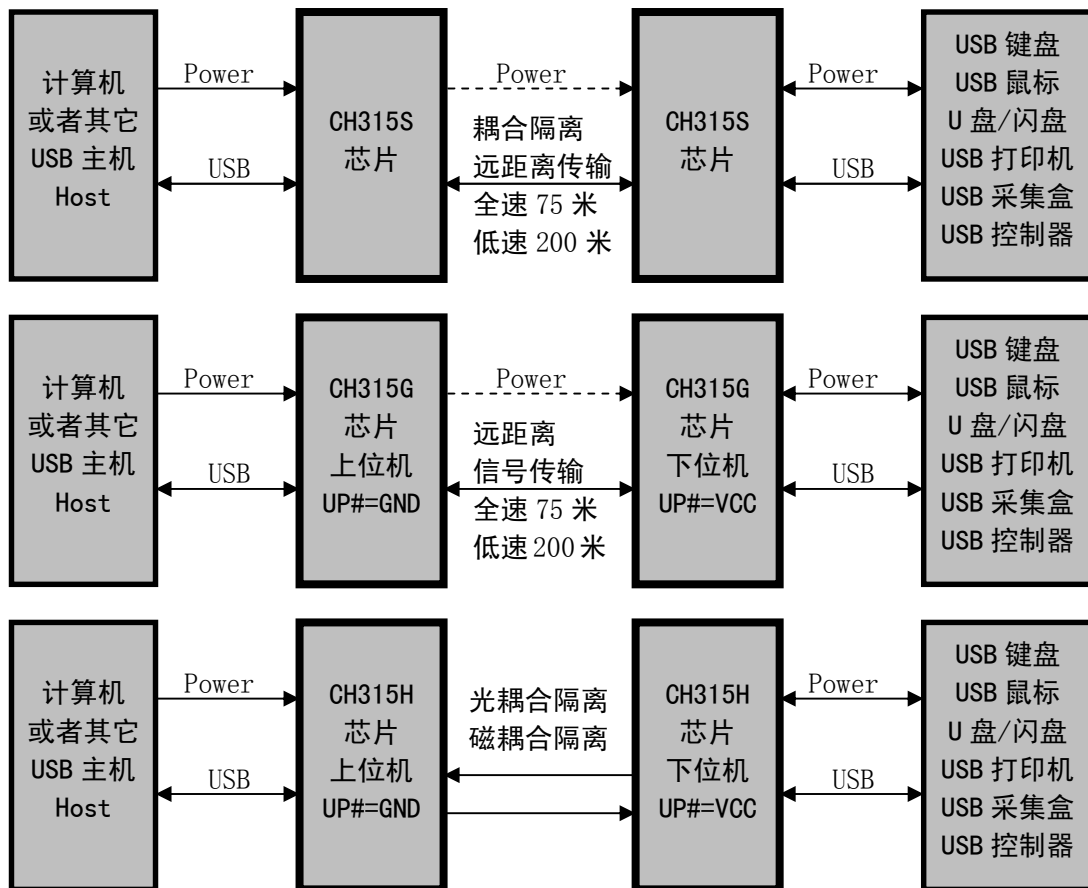 计算机
或者其它
USB 主机
Host
Power
USB
CH315S
芯片
Power
耦合隔离
远距离传输
全速 75 米
低速 200 米
CH315S
芯片
Power
USB
USB 键盘
USB 鼠标
U 盘/闪盘
USB 打印机
USB 采集盒
USB 控制器
计算机
或者其它
USB 主机
Host
Power
USB
CH315G
芯片
上位机
UP#=GND
Power
远距离
信号传输
全速 75 米
低速 200 米
CH315G
芯片
下位机
UP#=VCC
Power
USB
USB 键盘
USB 鼠标
U 盘/闪盘
USB 打印机
USB 采集盒
USB 控制器
计算机
或者其它
USB 主机
Host
Power
USB
CH315H
芯片
上位机
UP#=GND
光耦合隔离
磁耦合隔离
CH315H
芯片
下位机
UP#=VCC
Power
USB
USB 键盘
USB 鼠标
U 盘/闪盘
USB 打印机
USB 采集盒
USB 控制器